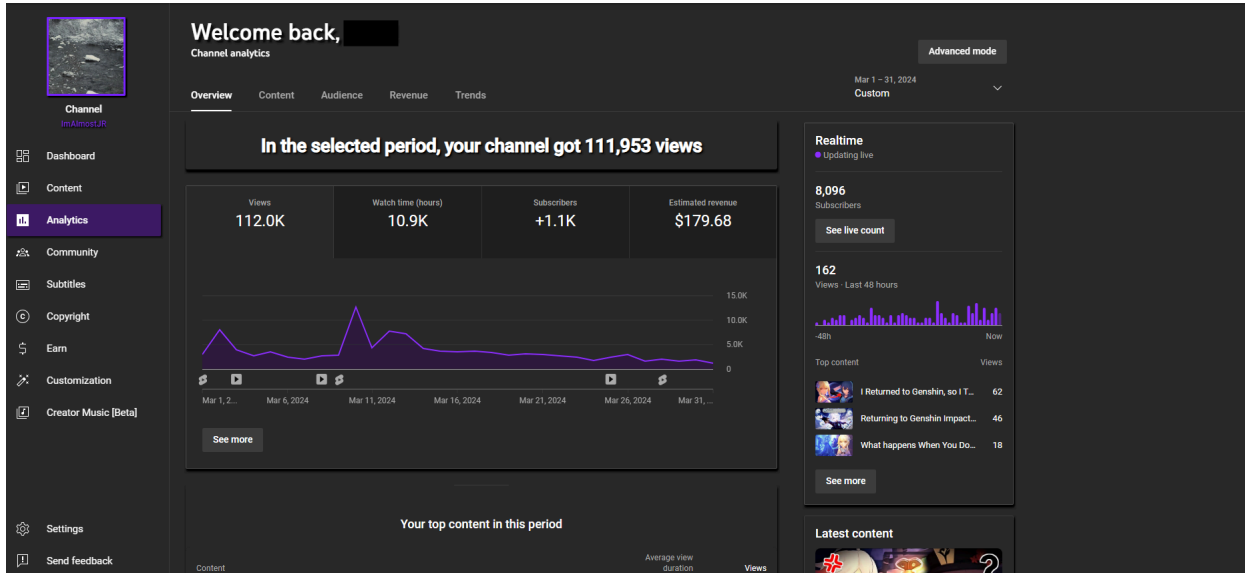 Channel
ImAlmostJR
Dashboard
Content
Analytics
Community
Subtitles
Copyright
Earn
Customization
Creator Music [Beta]
Settings
Send feedback
Welcome back,
Channel analytics
Advanced mode
Overview Content Audience Revenue Trends
Mar 1 – 31, 2024
Custom
In the selected period, your channel got 111,953 views
Views Watch time (hours) Subscribers Estimated revenue
112.0K 10.9K +1.1K $179.68
15.0K
10.0K
5.0K
0
Mar 1, 2... Mar 6, 2024 Mar 11, 2024 Mar 16, 2024 Mar 21, 2024 Mar 26, 2024 Mar 31, ...
See more
Your top content in this period
Content Average view duration Views
Realtime
Updating live
8,096
Subscribers
See live count
162
Views · Last 48 hours
-48h Now
Top content Views
I Returned to Genshin, so I T... 62
Returning to Genshin Impact... 46
What happens When You Do... 18
See more
Latest content
?